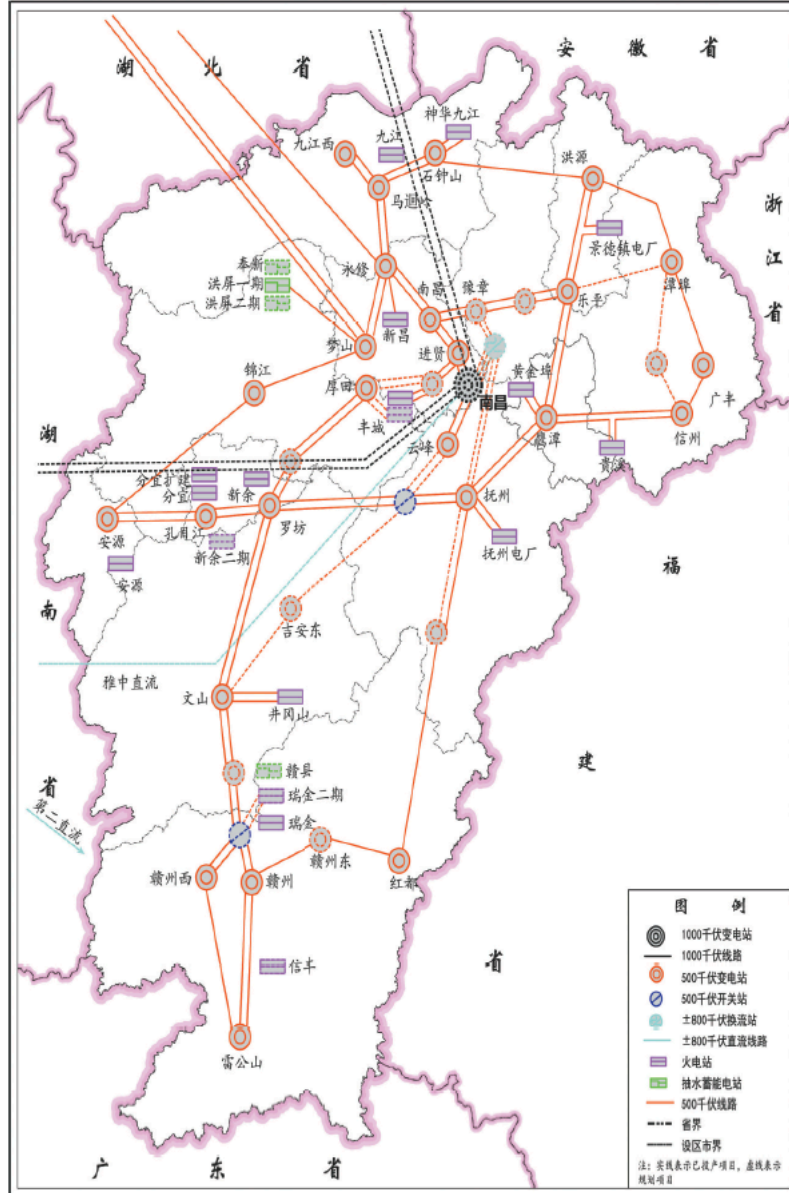 湖 北 省
安 徽 省
浙江省
福
建
省
广 东 省
湖
南
省
神华九江
九江西
九江
石钟山
马迴岭
洪源
景德镇电厂
奉新
洪屏一期
洪屏二期
永修
南昌
豫章
乐平
漳埠
新昌
梦山
进贤
锦江
厚田
黄金埠
南昌
广丰
丰城
云峰
鹰潭
信州
贵溪
分宜扩建
分宜
新余
抚州
安源
孔目江
罗坊
新余二期
抚州电厂
安源
吉安东
雅中直流
文山
井冈山
赣县
瑞金二期
瑞金
第二直流
赣州西
赣州
赣州东
红都
信丰
雷公山
图 例
1000千伏变电站
1000千伏线路
500千伏变电站
500千伏开关站
±800千伏换流站
±800千伏直流线路
火电站
抽水蓄能电站
500千伏线路
省界
设区市界
注：实线表示已投产项目，虚线表示
规划项目